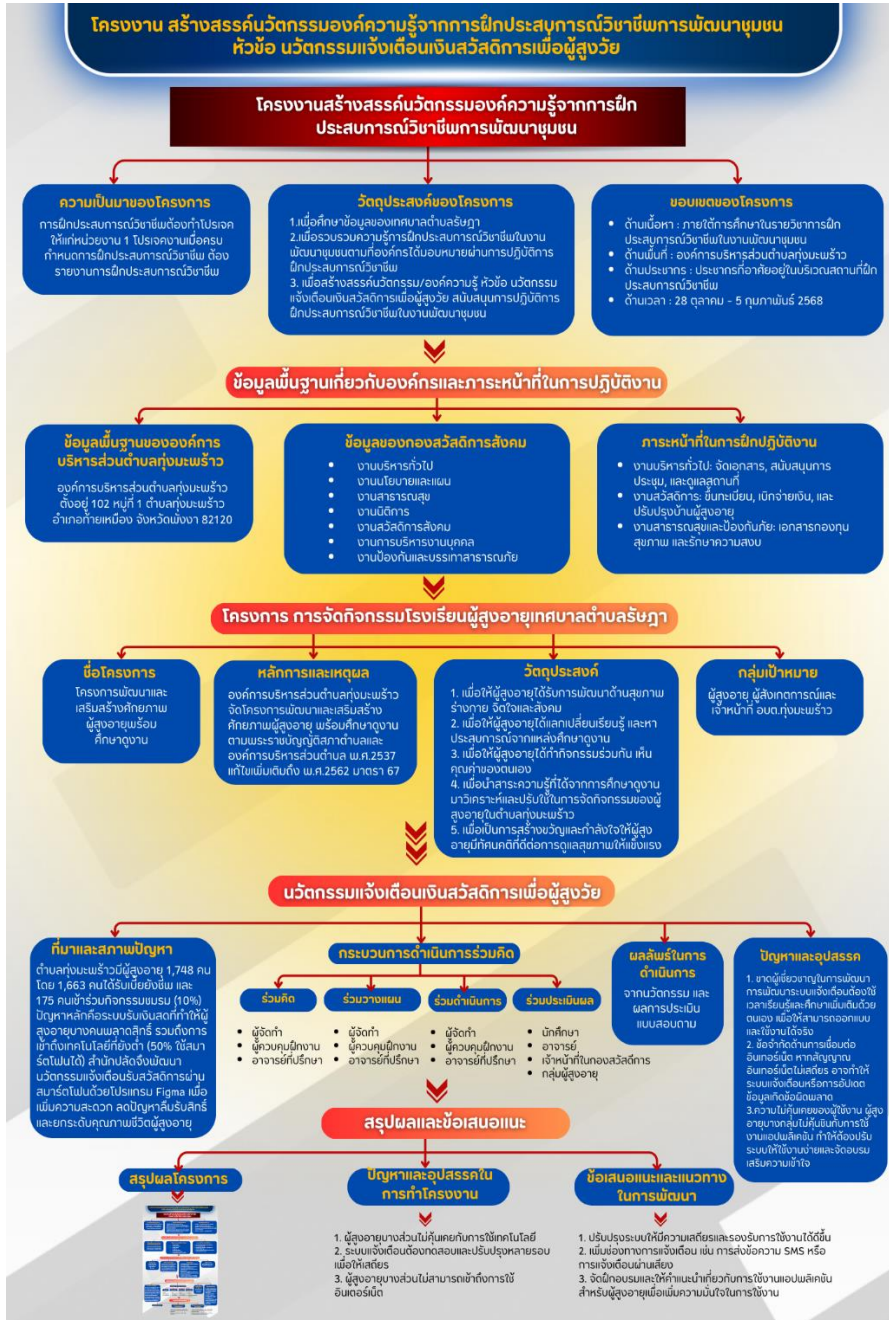 โครงงาน สร้างสรรค์นวัตกรรมองค์ความรู้จากการฝึกประสบการณ์วิชาชีพการพัฒนาชุมชน
หัวข้อ นวัตกรรมแจ้งเตือนเงินสวัสดิการเพื่อผู้สูงวัย
โครงงานสร้างสรรค์นวัตกรรมองค์ความรู้จากการฝึก
ประสบการณ์วิชาชีพการพัฒนาชุมชน
ความเป็นมาของโครงการ
การฝึกประสบการณ์วิชาชีพต้องทำโปรเจค
ให้แก่หน่วยงาน 1 โปรเจคงานเมื่อครบ
กำหนดการฝึกประสบการณ์วิชาชีพ ต้อง
รายงานการฝึกประสบการณ์วิชาชีพ
วัตถุประสงค์ของโครงการ
1.เพื่อศึกษาข้อมูลของเทศบาลตำบลรัษฎา
2.เพื่อรวบรวมความรู้การฝึกประสบการณ์วิชาชีพในงาน
พัฒนาชุมชนตามที่องค์กรได้มอบหมายผ่านการปฏิบัติการ
ฝึกประสบการณ์วิชาชีพ
3. เพื่อสร้างสรรค์นวัตกรรม/องค์ความรู้ หัวข้อ นวัตกรรม
แจ้งเตือนเงินสวัสดิการเพื่อผู้สูงวัย สนับสนุนการปฏิบัติการ
ฝึกประสบการณ์วิชาชีพในงานพัฒนาชุมชน
ขอบเขตของโครงการ
• ด้านเนื้อหา : ภายใต้การศึกษาในรายวิชาการฝึก
ประสบการณ์วิชาชีพในงานพัฒนาชุมชน
• ด้านพื้นที่ : องค์การบริหารส่วนตำบลทุ่งมะพร้าว
• ด้านประชากร : ประชากรที่อาศัยอยู่ในบริเวณสถานที่ฝึก
ประสบการณ์วิชาชีพ
• ด้านเวลา : 28 ตุลาคม - 5 กุมภาพันธ์ 2568
ข้อมูลพื้นฐานเกี่ยวกับองค์กรและภาระหน้าที่ในการปฏิบัติงาน
ข้อมูลพื้นฐานขององค์การ
บริหารส่วนตำบลทุ่งมะพร้าว
องค์การบริหารส่วนตำบลทุ่งมะพร้าว
ตั้งอยู่ 102 หมู่ที่ 1 ตำบลทุ่งมะพร้าว
อำเภอท้ายเหมือง จังหวัดพังงา 82120
ข้อมูลของกองสวัสดิการสังคม
• งานบริหารทั่วไป
• งานนโยบายและแผน
• งานสาธารณสุข
• งานนิติการ
• งานสวัสดิการสังคม
• งานการบริหารงานบุคคล
• งานป้องกันและบรรเทาสาธารณภัย
ภาระหน้าที่ในการฝึกปฏิบัติงาน
• งานบริหารทั่วไป: จัดเอกสาร, สนับสนุนการ
ประชุม, และดูแลสถานที่
• งานสวัสดิการ: ขึ้นทะเบียน, เบิกจ่ายเงิน, และ
ปรับปรุงบ้านผู้สูงอายุ
• งานสาธารณสุขและป้องกันภัย: เอกสารกองทุน
สุขภาพ และรักษาความสงบ
โครงการ การจัดกิจกรรมโรงเรียนผู้สูงอายุเทศบาลตำบลรัษฎา
ชื่อโครงการ
โครงการพัฒนาและ
เสริมสร้างศักยภาพ
ผู้สูงอายุพร้อม
ศึกษาดูงาน
หลักการและเหตุผล
องค์การบริหารส่วนตำบลทุ่งมะพร้าว
จัดโครงการพัฒนาและเสริมสร้าง
ศักยภาพผู้สูงอายุ พร้อมศึกษาดูงาน
ตามพระราชบัญญัติสภาตำบลและ
องค์การบริหารส่วนตำบล พ.ศ.2537
แก้ไขเพิ่มเติมถึง พ.ศ.2562 มาตรา 67
วัตถุประสงค์
1. เพื่อให้ผู้สูงอายุได้รับการพัฒนาด้านสุขภาพ
ร่างกาย จิตใจและสังคม
2. เพื่อให้ผู้สูงอายุได้แลกเปลี่ยนเรียนรู้ และหา
ประสบการณ์จากแหล่งศึกษาดูงาน
3. เพื่อให้ผู้สูงอายุได้ทำกิจกรรมร่วมกัน เห็น
คุณค่าของตนเอง
4. เพื่อนำสาระความรู้ที่ได้จากการศึกษาดูงาน
มาวิเคราะห์และปรับใช้ในการจัดกิจกรรมของผู้
สูงอายุในตำบลทุ่งมะพร้าว
5. เพื่อเป็นการสร้างขวัญและกำลังใจให้ผู้สูง
อายุมีทัศนคติที่ดีต่อการดูแลสุขภาพให้แข็งแรง
กลุ่มเป้าหมาย
ผู้สูงอายุ ผู้สังเกตการณ์และ
เจ้าหน้าที่ อบต.ทุ่งมะพร้าว
นวัตกรรมแจ้งเตือนเงินสวัสดิการเพื่อผู้สูงวัย
ที่มาและสภาพปัญหา
ตำบลทุ่งมะพร้าวมีผู้สูงอายุ 1,748 คน
โดย 1,663 คนได้รับเบี้ยยังชีพ และ
175 คนเข้าร่วมกิจกรรมชมรม (10%)
ปัญหาหลักคือระบบรับเงินสดที่ทำให้ผู้
สูงอายุบางคนพลาดสิทธิ์ รวมถึงการ
เข้าถึงเทคโนโลยีที่ยังต่ำ (50% ใช้สมา
ร์ตโฟนได้) สำนักปลัดจึงพัฒนา
นวัตกรรมแจ้งเตือนรับสวัสดิการผ่าน
สมาร์ตโฟนด้วยโปรแกรม Figma เพื่อ
เพิ่มความสะดวก ลดปัญหาลืมรับสิทธิ์
และยกระดับคุณภาพชีวิตผู้สูงอายุ
กระบวนการดำเนินการร่วมคิด
ร่วมคิด
• ผู้จัดทำ
• ผู้ควบคุมฝึกงาน
• อาจารย์ที่ปรึกษา
ร่วมวางแผน
• ผู้จัดทำ
• ผู้ควบคุมฝึกงาน
• อาจารย์ที่ปรึกษา
ร่วมดำเนินการ
• ผู้จัดทำ
• ผู้ควบคุมฝึกงาน
• อาจารย์ที่ปรึกษา
ร่วมประเมินผล
• นักศึกษา
• อาจารย์
• เจ้าหน้าที่ในกองสวัสดีการ
• กลุ่มผู้สูงอายุ
ผลลัพธ์ในการ
ดำเนินการ
จากนวัตกรรม และ
ผลการประเมิน
แบบสอบถาม
ปัญหาและอุปสรรค
1. ขาดผู้เชี่ยวชาญในการพัฒนา
การพัฒนาระบบแจ้งเตือนต้องใช้
เวลาเรียนรู้และศึกษาเพิ่มเติมด้วย
ตนเอง เพื่อให้สามารถออกแบบ
และใช้งานได้จริง
2. ข้อจำกัดด้านการเชื่อมต่อ
อินเทอร์เน็ต หากสัญญาณ
อินเทอร์เน็ตไม่เสถียร อาจทำให้
ระบบแจ้งเตือนหรือการอัปเดต
ข้อมูลเกิดข้อผิดพลาด
3.ความไม่คุ้นเคยของผู้ใช้งาน ผู้สูง
อายุบางกลุ่มไม่คุ้นชินกับการใช้
งานแอปพลิเคชัน ทำให้ต้องปรับ
ระบบให้ใช้งานง่ายและจัดอบรม
เสริมความเข้าใจ
สรุปผลและข้อเสนอแนะ
สรุปผลโครงการ
ปัญหาและอุปสรรคใน
การทำโครงงาน
1. ผู้สูงอายุบางส่วนไม่คุ้นเคยกับการใช้เทคโนโลยี
2. ระบบแจ้งเตือนต้องทดสอบและปรับปรุงหลายรอบ
เพื่อให้เสถียร
3. ผู้สูงอายุบางส่วนไม่สามารถเข้าถึงการใช้
อินเตอร์เน็ต
ข้อเสนอแนะและแนวทาง
ในการพัฒนา
1. ปรับปรุงระบบให้มีความเสถียรและรองรับการใช้งานได้ดีขึ้น
2. เพิ่มช่องทางการแจ้งเตือน เช่น การส่งข้อความ SMS หรือ
การแจ้งเตือนผ่านเสียง
3. จัดฝึกอบรมและให้คำแนะนำเกี่ยวกับการใช้งานแอปพลิเคชัน
สำหรับผู้สูงอายุเพื่อเพิ่มความมั่นใจในการใช้งาน